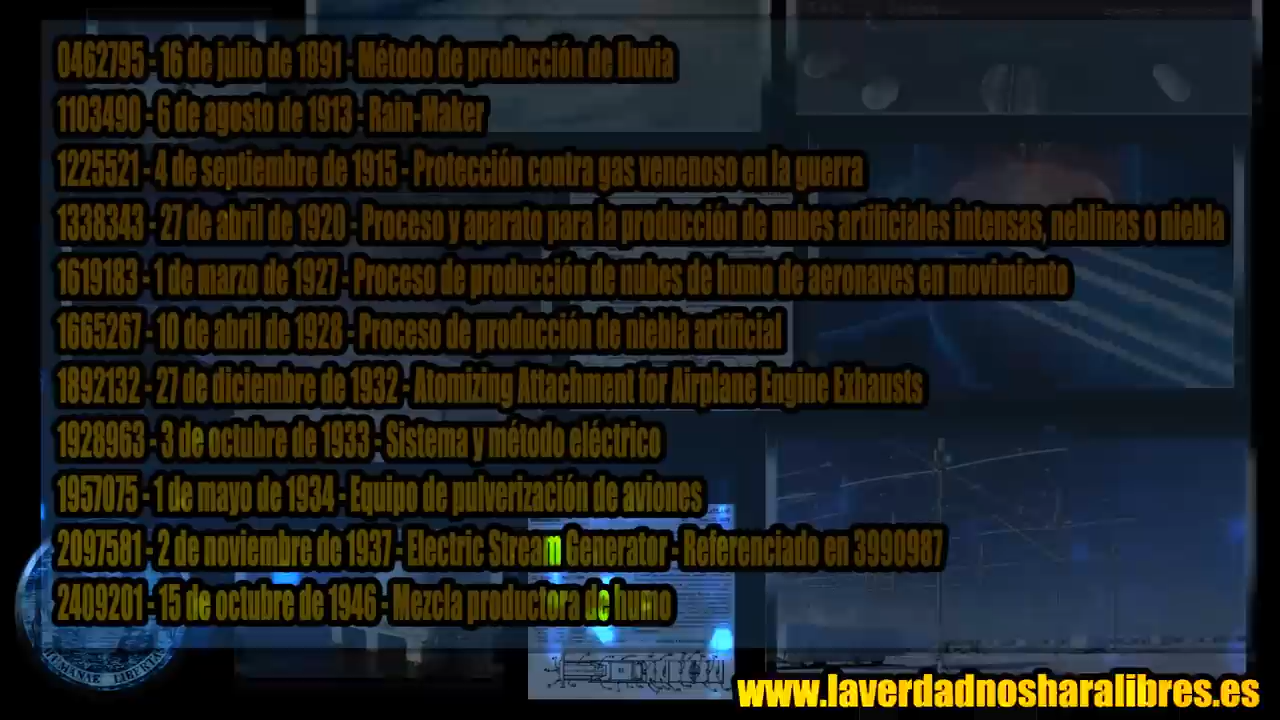 0462795 - 16 de julio de 1891 - Método de producción de lluvia
1103490 - 6 de agosto de 1913 - Rain-Maker
1225521 - 4 de septiembre de 1915 - Protección contra gas venenoso en la guerra
1338343 - 27 de abril de 1920 - Proceso y aparato para la producción de nubes artificiales intensas, neblinas o niebla
1619183 - 1 de marzo de 1927 - Proceso de producción de nubes de humo de aeronaves en movimiento
1665267 - 10 de abril de 1928 - Proceso de producción de niebla artificial
1892132 - 27 de diciembre de 1932 - Atomizing Attachment for Airplane Engine Exhausts
1928963 - 3 de octubre de 1933 - Sistema y método eléctrico
1957075 - 1 de mayo de 1934 - Equipo de pulverización de aviones
2097581 - 2 de noviembre de 1937 - Electric Stream Generator - Referenciado en 3990987
2409201 - 15 de octubre de 1946 - Mezcla productora de humo
HUMANAE LIBERTAS
www.laverdadnosharalibres.es